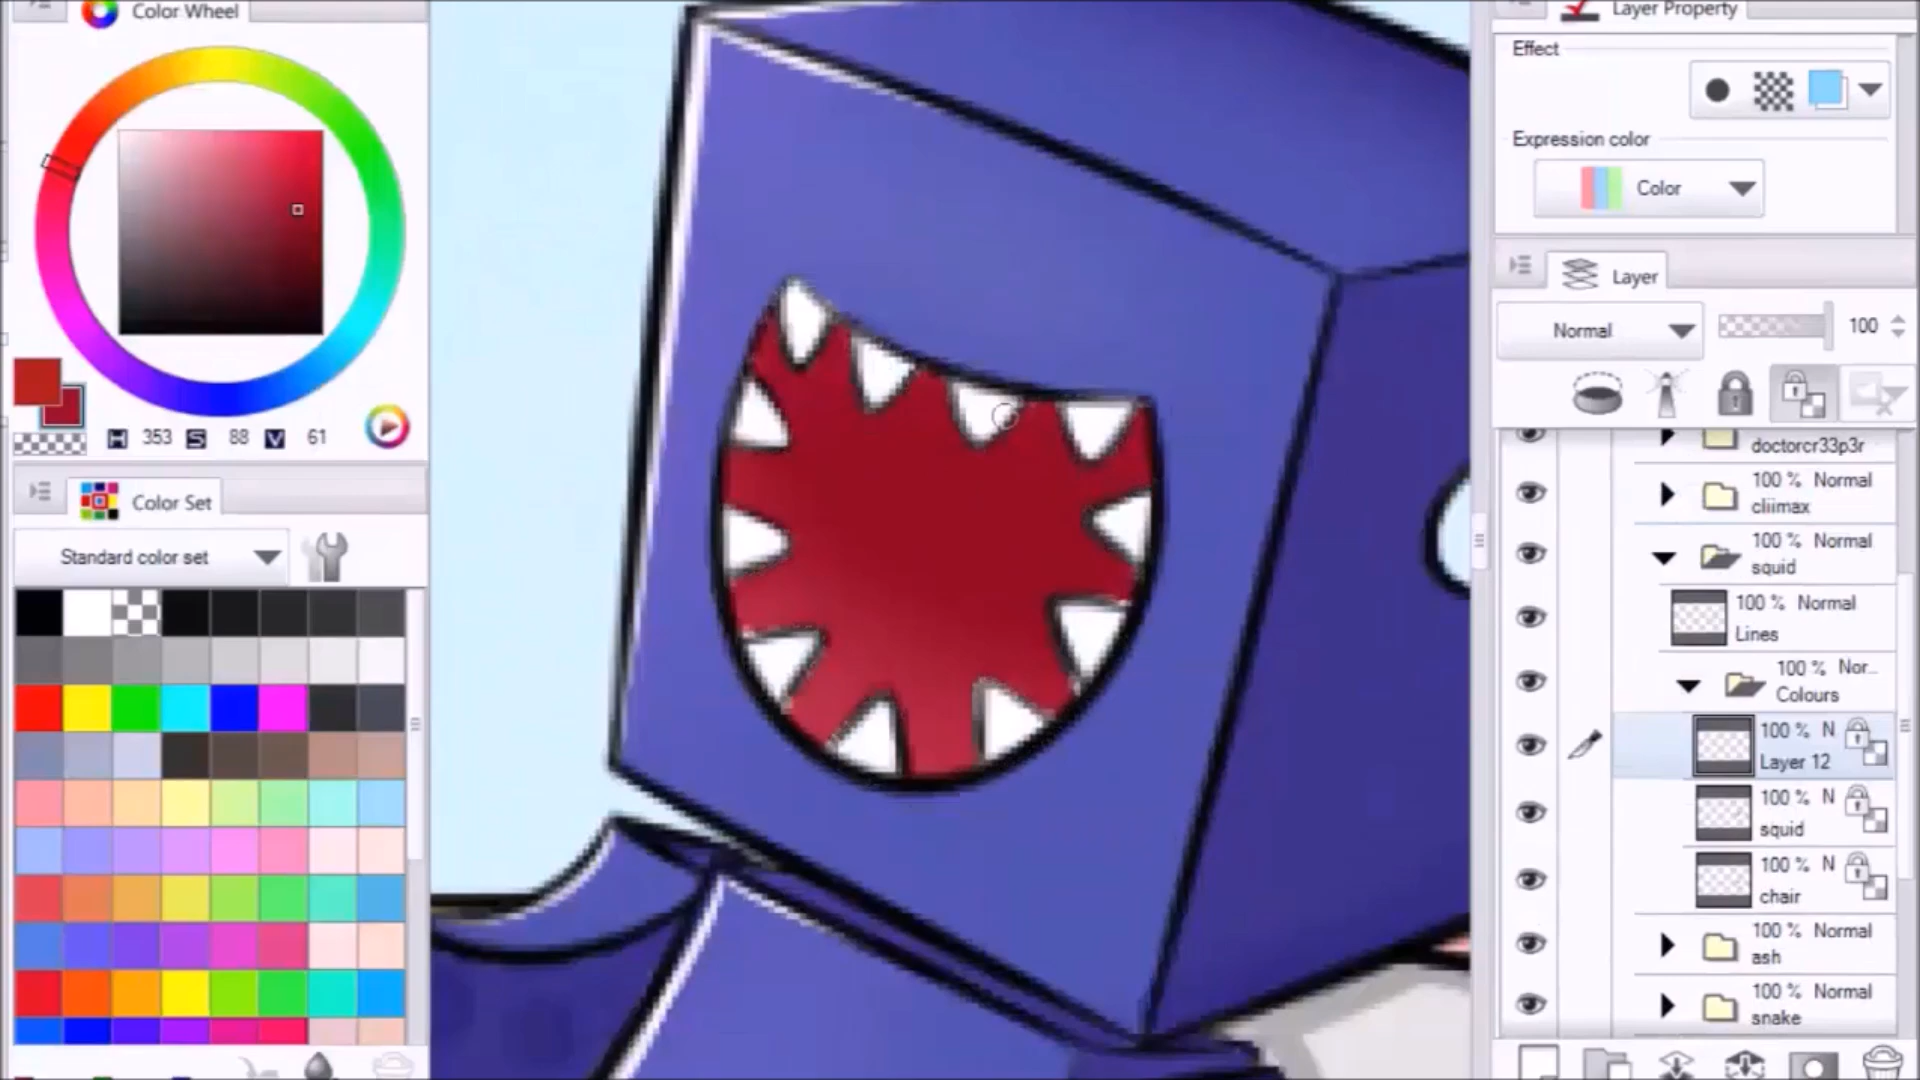 Color Wheel
H 353 S 88 V 61
Color Set
Standard color set
Layer Property
Effect
Expression color
Color
Layer
Normal 100
doctorcr33p3r
100 % Normal
cliimax
100 % Normal
squid
100 % Normal
Lines
100 % Nor...
Colours
100 % N
Layer 12
100 % N
squid
100 % N
chair
100 % Normal
ash
100 % Normal
snake